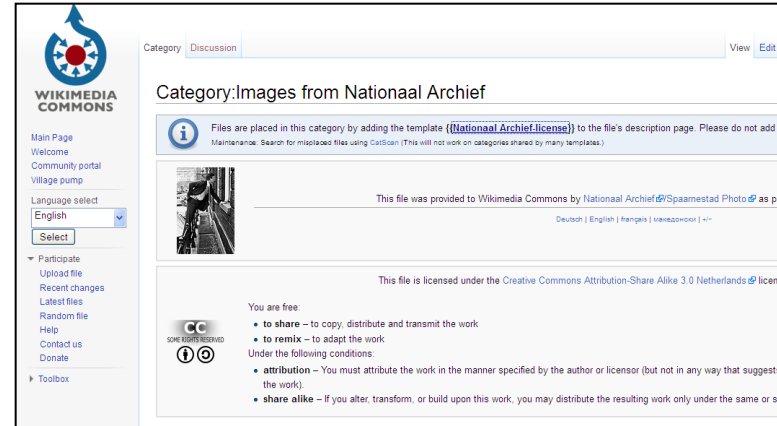 WIKIMEDIA
COMMONS
Main Page
Welcome
Community portal
Village pump
Language select
English
Select
Participate
Upload file
Recent changes
Latest files
Random file
Help
Contact us
Donate
Toolbox
Category Discussion View Edit
Category:Images from Nationaal Archief
Files are placed in this category by adding the template {{Nationaal Archief-license}} to the file's description page. Please do not add
Maintenance: Search for misplaced files using CatScan (This will not work on categories shared by many templates.)
This file was provided to Wikimedia Commons by Nationaal Archief/Spaarnestad Photo as p
Deutsch | English | français | македонски | +/−
This file is licensed under the Creative Commons Attribution-Share Alike 3.0 Netherlands licen
CC
SOME RIGHTS RESERVED
You are free:
• to share – to copy, distribute and transmit the work
• to remix – to adapt the work
Under the following conditions:
• attribution – You must attribute the work in the manner specified by the author or licensor (but not in any way that suggests
the work).
• share alike – If you alter, transform, or build upon this work, you may distribute the resulting work only under the same or s